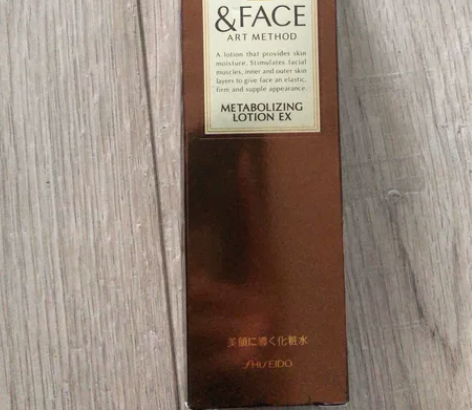 &FACE
ART METHOD
A lotion that provides skin
moisture. Stimulates facial
muscles, inner and outer skin
layers to give face an elastic,
firm and supple appearance.
METABOLIZING
LOTION EX
美顔に導く化粧水
SHISEIDO